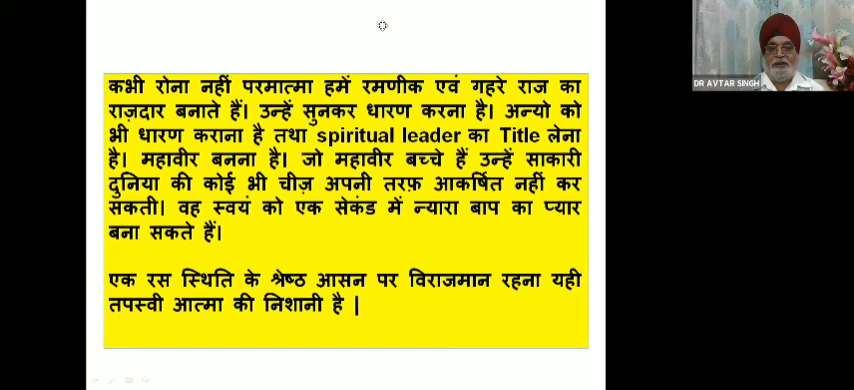 कभी रोना नहीं परमात्मा हमें रमणीक एवं गहरे राज का
राज़दार बनाते हैं। उन्हें सुनकर धारण करना है। अन्यो को
भी धारण कराना है तथा spiritual leader का Title लेना
है। महावीर बनना है। जो महावीर बच्चे हैं उन्हें साकारी
दुनिया की कोई भी चीज़ अपनी तरफ़ आकर्षित नहीं कर
सकती। वह स्वयं को एक सेकंड में न्यारा बाप का प्यार
बना सकते हैं।
एक रस स्थिति के श्रेष्ठ आसन पर विराजमान रहना यही
तपस्वी आत्मा की निशानी है |
DR AVTAR SINGH